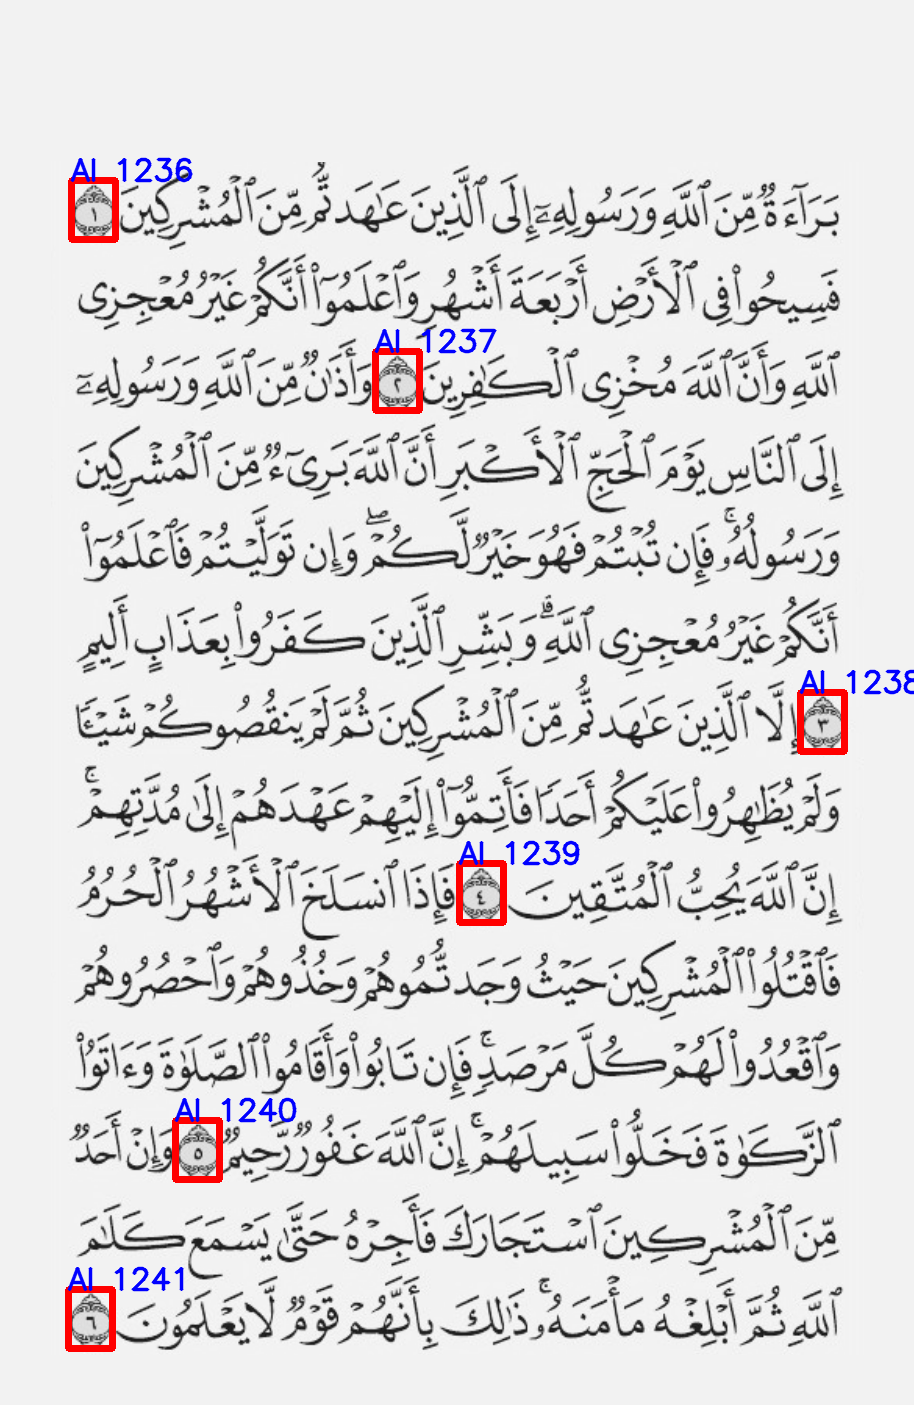 AI 1236
بَرَآءَةٌ مِّنَ ٱللَّهِ وَرَسُولِهِۦٓ إِلَى ٱلَّذِينَ عَٰهَدتُّم مِّنَ ٱلْمُشْرِكِينَ ١
فَسِيحُوا۟ فِى ٱلْأَرْضِ أَرْبَعَةَ أَشْهُرٍ وَٱعْلَمُوٓا۟ أَنَّكُمْ غَيْرُ مُعْجِزِى
AI 1237
ٱللَّهِ وَأَنَّ ٱللَّهَ مُخْزِى ٱلْكَٰفِرِينَ ٢ وَأَذَٰنٌ مِّنَ ٱللَّهِ وَرَسُولِهِۦٓ
إِلَى ٱلنَّاسِ يَوْمَ ٱلْحَجِّ ٱلْأَكْبَرِ أَنَّ ٱللَّهَ بَرِىٓءٌ مِّنَ ٱلْمُشْرِكِينَ
وَرَسُولُهُۥ ۚ فَإِن تُبْتُمْ فَهُوَ خَيْرٌ لَّكُمْ ۖ وَإِن تَوَلَّيْتُمْ فَٱعْلَمُوٓا۟
أَنَّكُمْ غَيْرُ مُعْجِزِى ٱللَّهِ ۗ وَبَشِّرِ ٱلَّذِينَ كَفَرُوا۟ بِعَذَابٍ أَلِيمٍ
AI 1238
٣ إِلَّا ٱلَّذِينَ عَٰهَدتُّم مِّنَ ٱلْمُشْرِكِينَ ثُمَّ لَمْ يَنقُصُوكُمْ شَيْـًٔا
وَلَمْ يُظَٰهِرُوا۟ عَلَيْكُمْ أَحَدًا فَأَتِمُّوٓا۟ إِلَيْهِمْ عَهْدَهُمْ إِلَىٰ مُدَّتِهِمْ ۚ
AI 1239
إِنَّ ٱللَّهَ يُحِبُّ ٱلْمُتَّقِينَ ٤ فَإِذَا ٱنسَلَخَ ٱلْأَشْهُرُ ٱلْحُرُمُ
فَٱقْتُلُوا۟ ٱلْمُشْرِكِينَ حَيْثُ وَجَدتُّمُوهُمْ وَخُذُوهُمْ وَٱحْصُرُوهُمْ
وَٱقْعُدُوا۟ لَهُمْ كُلَّ مَرْصَدٍ ۚ فَإِن تَابُوا۟ وَأَقَامُوا۟ ٱلصَّلَوٰةَ وَءَاتَوُا۟
AI 1240
ٱلزَّكَوٰةَ فَخَلُّوا۟ سَبِيلَهُمْ ۚ إِنَّ ٱللَّهَ غَفُورٌ رَّحِيمٌ ٥ وَإِنْ أَحَدٌ
مِّنَ ٱلْمُشْرِكِينَ ٱسْتَجَارَكَ فَأَجِرْهُ حَتَّىٰ يَسْمَعَ كَلَٰمَ
AI 1241
ٱللَّهِ ثُمَّ أَبْلِغْهُ مَأْمَنَهُۥ ۚ ذَٰلِكَ بِأَنَّهُمْ قَوْمٌ لَّا يَعْلَمُونَ ٦